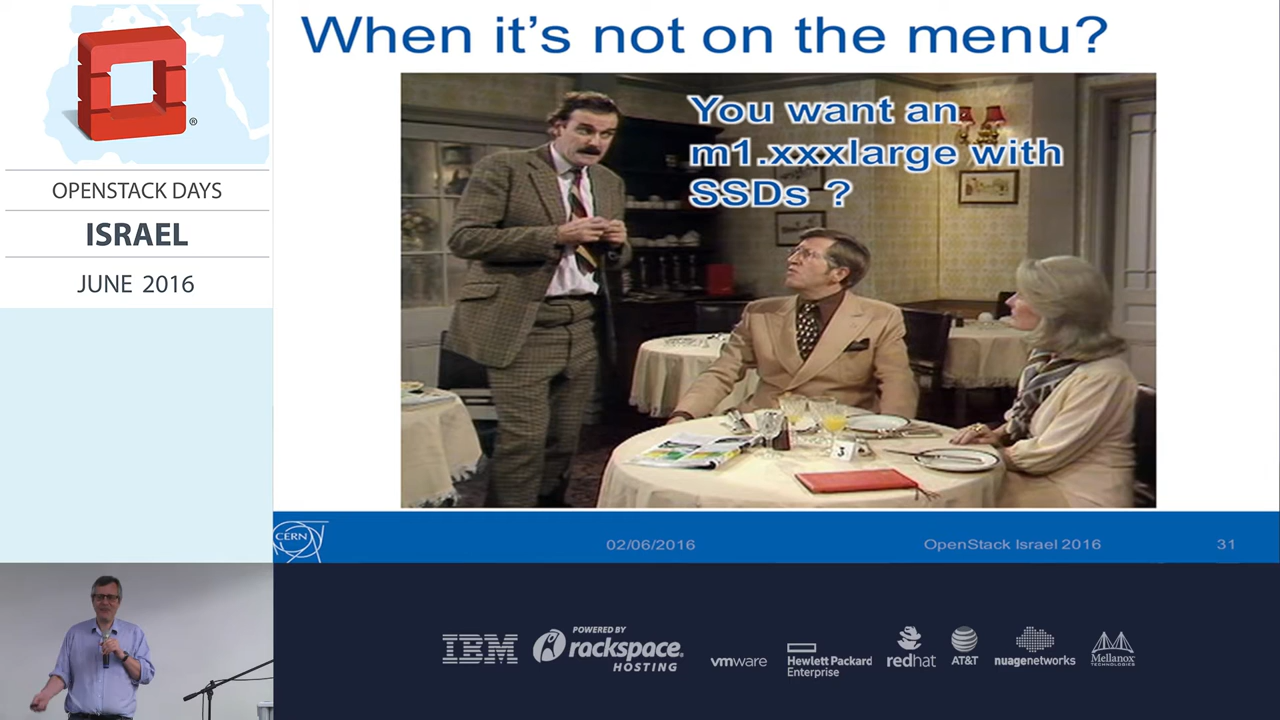 ®
OPENSTACK DAYS
ISRAEL
JUNE 2016
When it's not on the menu?
You want an
m1.xxxlarge with
SSDs ?
3
CERN
02/06/2016
OpenStack Israel 2016
31
IBM
POWERED BY
rackspace.
HOSTING
vmware
Hewlett Packard
Enterprise
redhat
AT&T
nuagenetworks
Mellanox
TECHNOLOGIES